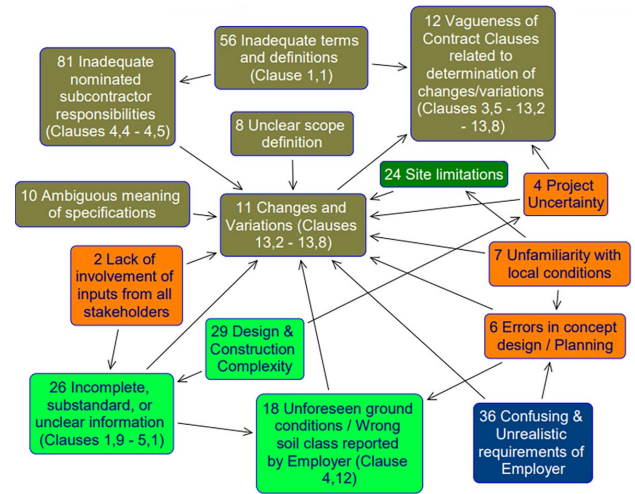 56 Inadequate terms
and definitions
(Clause 1,1)
12 Vagueness of
Contract Clauses
related to
determination of
changes/variations
(Clauses 3,5 - 13,2
- 13,8)
81 Inadequate
nominated
subcontractor
responsibilities
(Clauses 4,4 - 4,5)
8 Unclear scope
definition
24 Site limitations
4 Project
Uncertainty
10 Ambiguous meaning
of specifications
11 Changes and
Variations (Clauses
13,2 - 13,8)
2 Lack of
involvement of
inputs from all
stakeholders
7 Unfamiliarity with
local conditions
29 Design &
Construction
Complexity
6 Errors in concept
design / Planning
26 Incomplete,
substandard, or
unclear information
(Clauses 1,9 - 5,1)
18 Unforeseen ground
conditions / Wrong
soil class reported
by Employer (Clause
4,12)
36 Confusing &
Unrealistic
requirements of
Employer